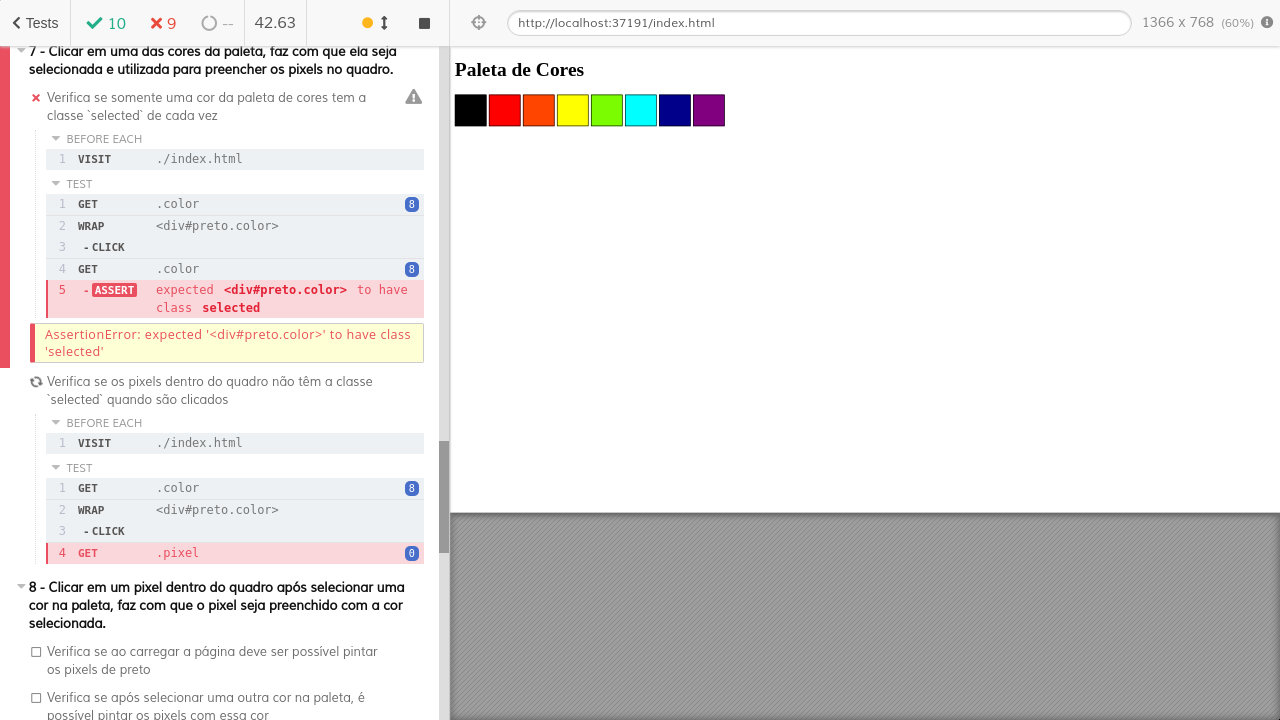 Tests 10 9 -- 42.63 http://localhost:37191/index.html 1366 x 768 (60%)
7 - Clicar em uma das cores da paleta, faz com que ela seja
selecionada e utilizada para preencher os pixels no quadro.
Verifica se somente uma cor da paleta de cores tem a
classe `selected` de cada vez
BEFORE EACH
1 VISIT ./index.html
TEST
1 GET .color 8
2 WRAP <div#preto.color>
3 -CLICK
4 GET .color 8
5 -ASSERT expected <div#preto.color> to have
class selected
AssertionError: expected '<div#preto.color>' to have class
'selected'
Verifica se os pixels dentro do quadro não têm a classe
`selected` quando são clicados
BEFORE EACH
1 VISIT ./index.html
TEST
1 GET .color 8
2 WRAP <div#preto.color>
3 -CLICK
4 GET .pixel 0
8 - Clicar em um pixel dentro do quadro após selecionar uma
cor na paleta, faz com que o pixel seja preenchido com a cor
selecionada.
Verifica se ao carregar a página deve ser possível pintar
os pixels de preto
Verifica se após selecionar uma outra cor na paleta, é
possível pintar os pixels com essa cor
Paleta de Cores